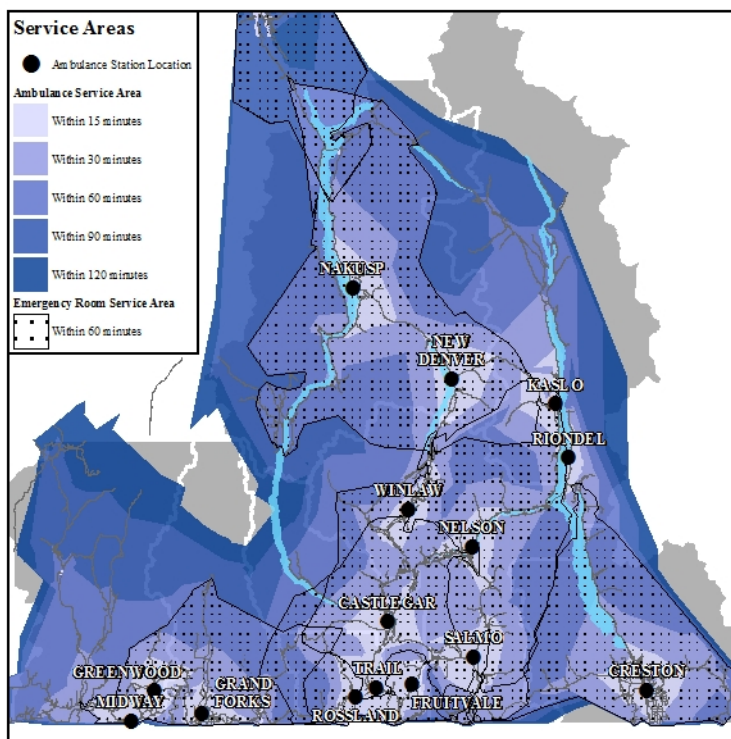 Service Areas
Ambulance Station Location
Ambulance Service Area
Within 15 minutes
Within 30 minutes
Within 60 minutes
Within 90 minutes
Within 120 minutes
Emergency Room Service Area
Within 60 minutes
NAKUSP
NEW
DENVER
KASLO
RIONDEL
WINLAW
NELSON
CASTLEGAR
SALMO
GREENWOOD
TRAIL
CRESTON
MIDWAY
GRAND
FORKS
ROSSLAND
FRUITVALE